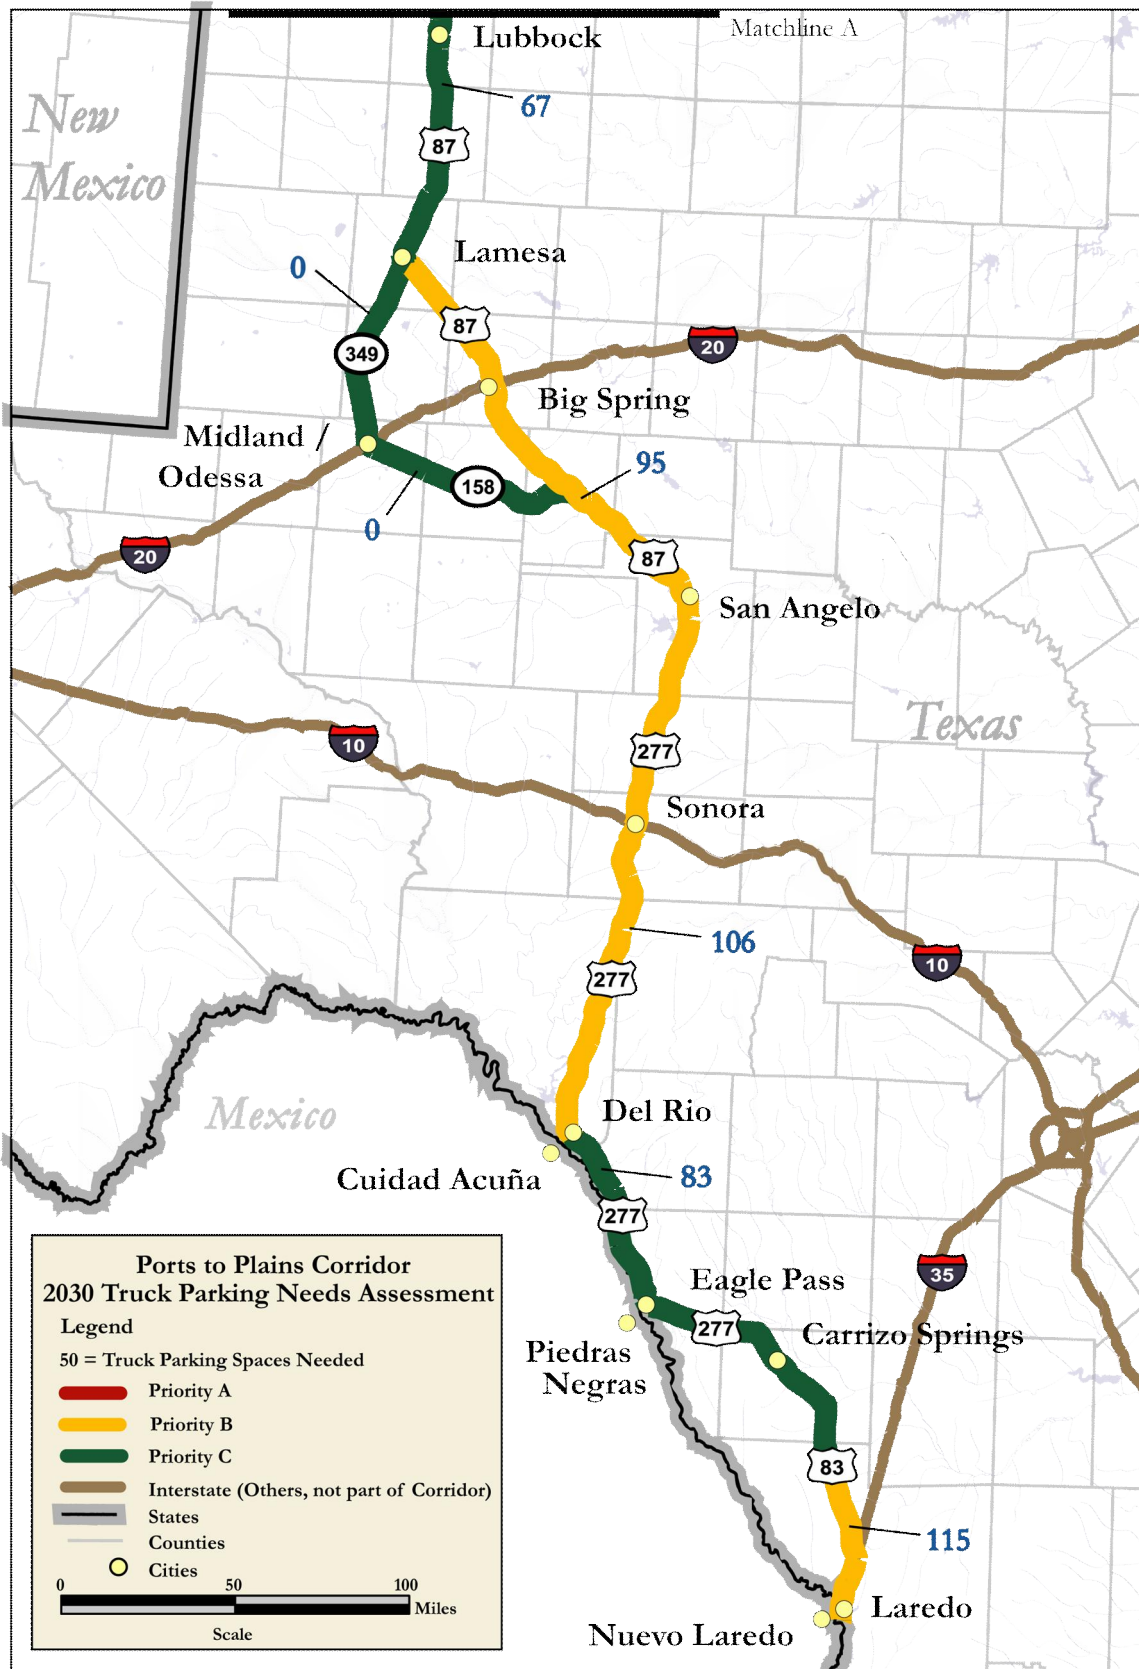 Matchline A
Lubbock
67
New
Mexico
87
Lamesa
0
87
349
20
Big Spring
Midland /
Odessa
95
158
0
20
87
San Angelo
Texas
10
277
Sonora
106
10
277
Mexico
Del Rio
Cuidad Acuña
83
277
35
Eagle Pass
277
Carrizo Springs
Piedras
Negras
83
115
Laredo
Nuevo Laredo
Ports to Plains Corridor
2030 Truck Parking Needs Assessment
Legend
50 = Truck Parking Spaces Needed
Priority A
Priority B
Priority C
Interstate (Others, not part of Corridor)
States
Counties
Cities
0 50 100
Miles
Scale